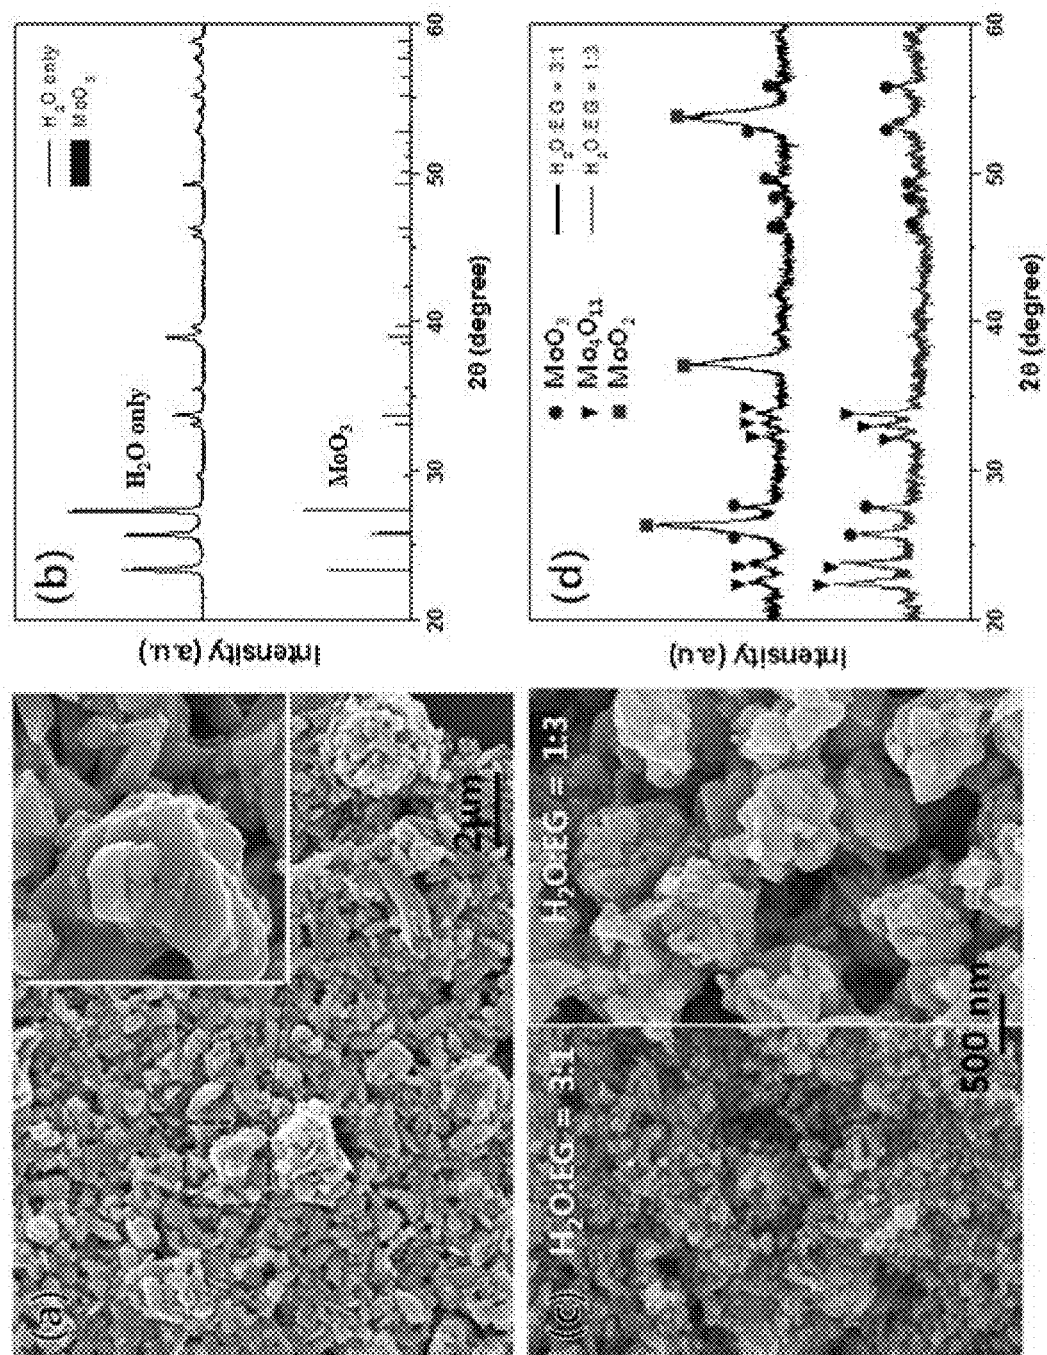 (a)
2μm
(b)
H₂O only
MoO₃
H₂O only
MoO₃
Intensity (a.u.)
20 30 40 50 60
2θ (degree)
(c)
H₂O:EG = 3:1
H₂O:EG = 1:3
500 nm
(d)
MoO₃
Mo₄O₁₁
MoO₂
H₂O:EG = 3:1
H₂O:EG = 1:3
Intensity (a.u)
20 30 40 50 60
2θ (degree)